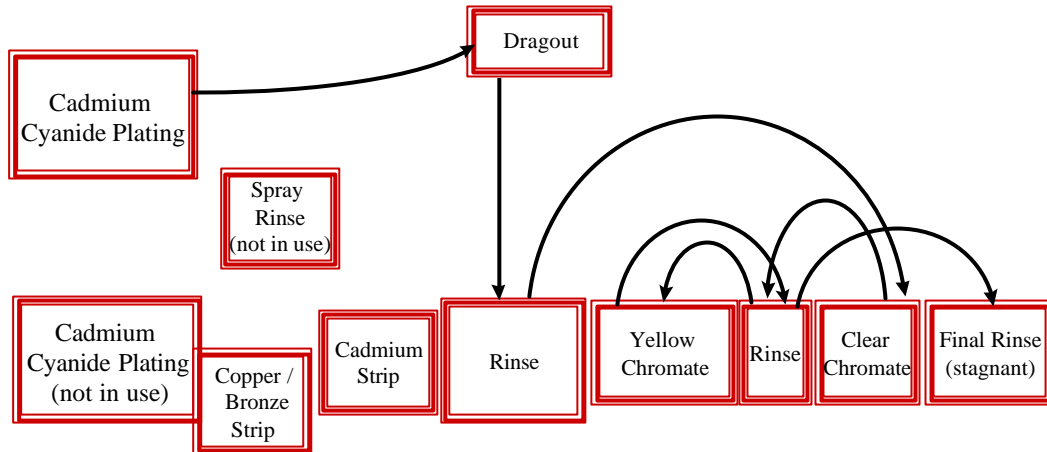 Dragout
Cadmium
Cyanide Plating
Spray
Rinse
(not in use)
Cadmium
Cyanide Plating
(not in use)
Copper /
Bronze
Strip
Cadmium
Strip
Rinse
Yellow
Chromate
Rinse
Clear
Chromate
Final Rinse
(stagnant)